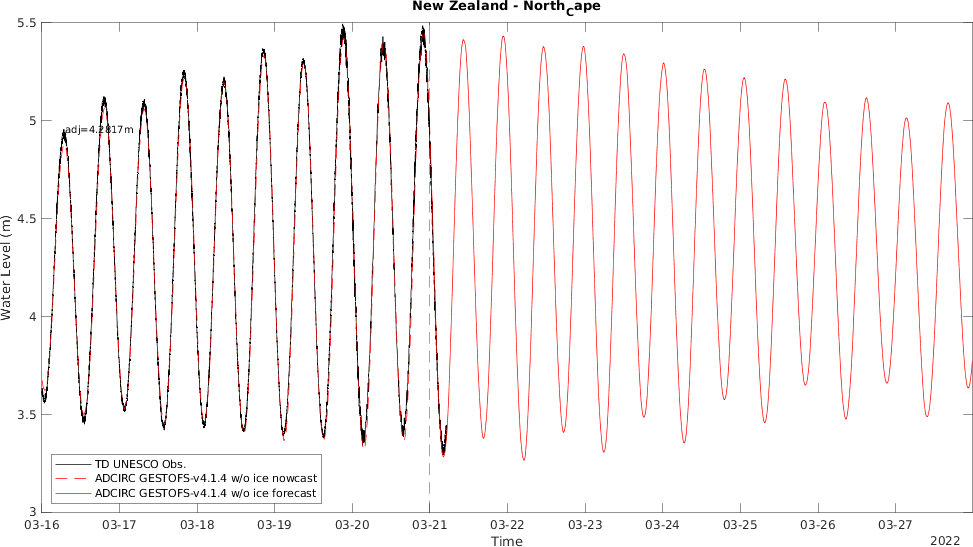 New Zealand - NorthCape
5.5
5
4.5
4
3.5
3
Water Level (m)
adj=4.2817m
TD UNESCO Obs.
ADCIRC GESTOFS-v4.1.4 w/o ice nowcast
ADCIRC GESTOFS-v4.1.4 w/o ice forecast
03-16 03-17 03-18 03-19 03-20 03-21 03-22 03-23 03-24 03-25 03-26 03-27
Time
2022